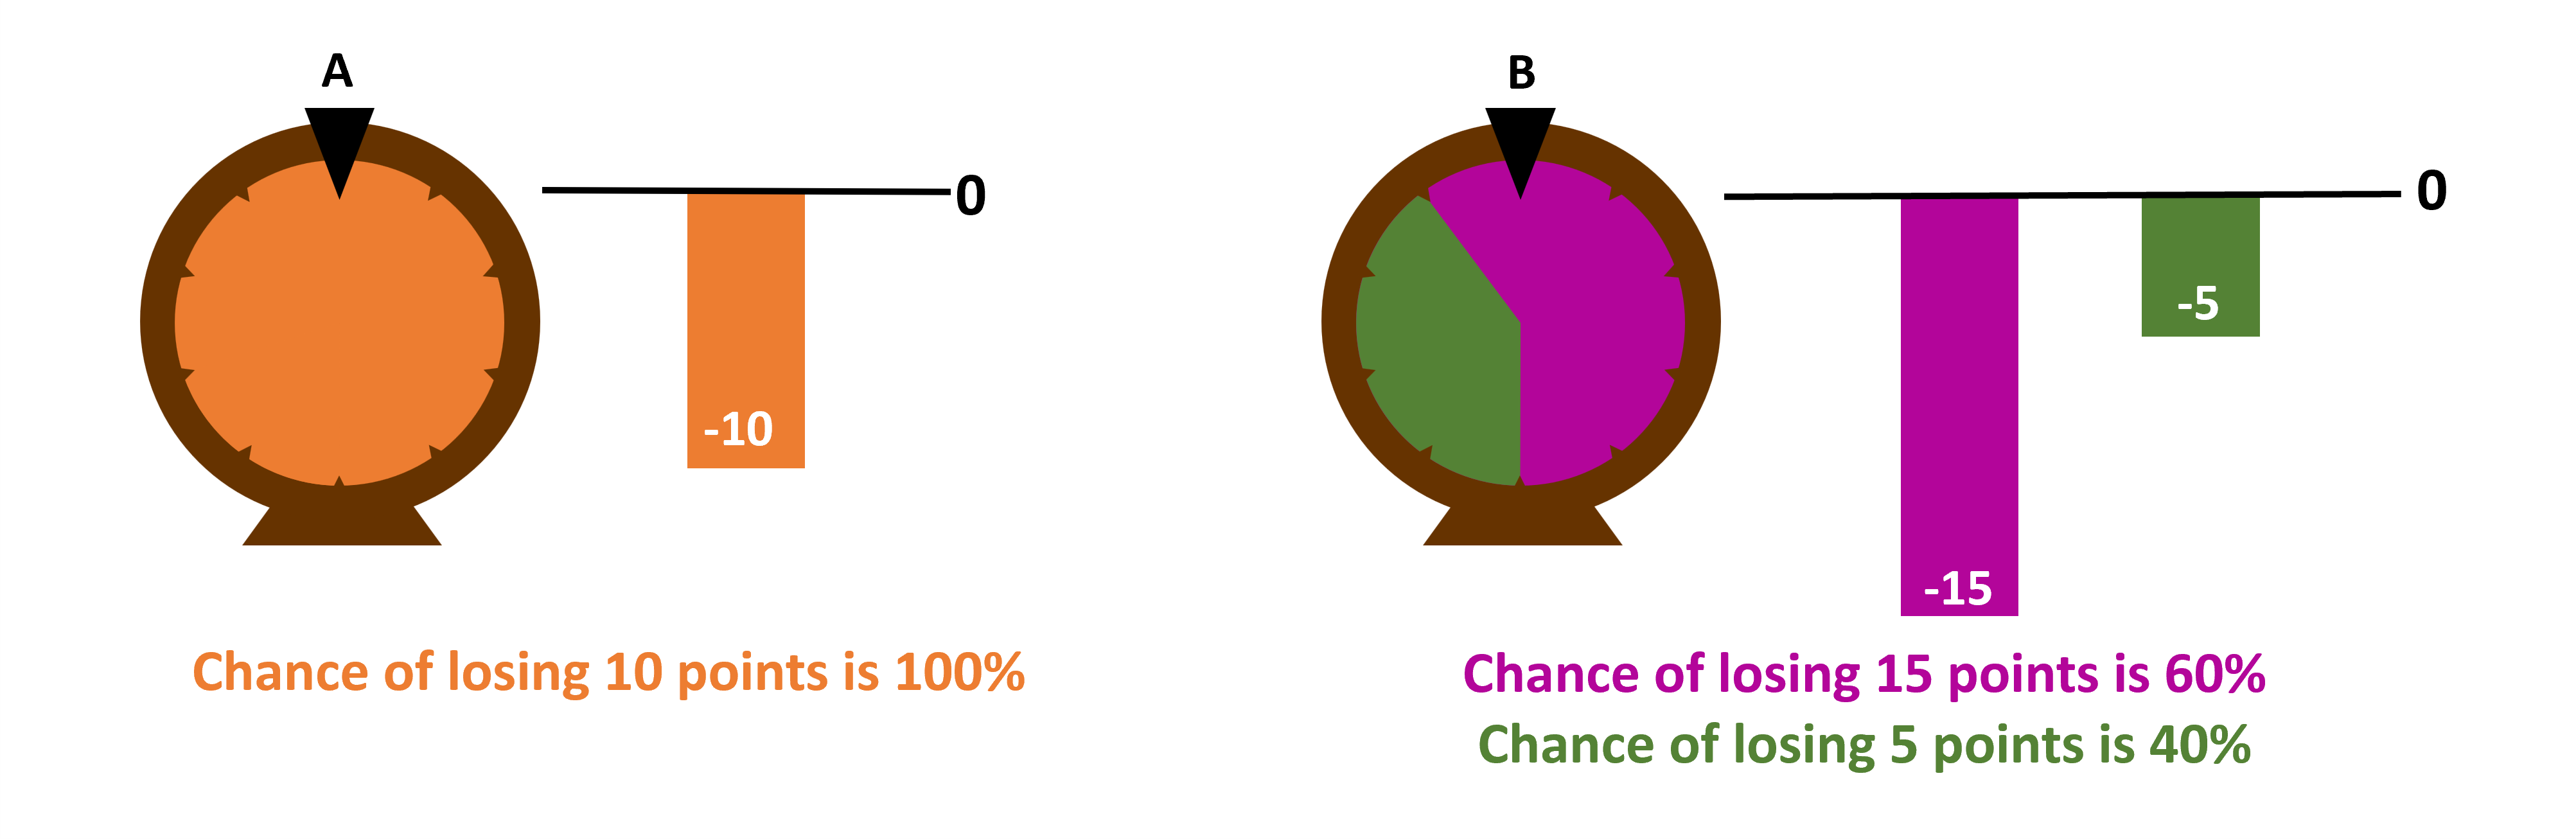 A
0
-10
Chance of losing 10 points is 100%
B
0
-5
-15
Chance of losing 15 points is 60%
Chance of losing 5 points is 40%